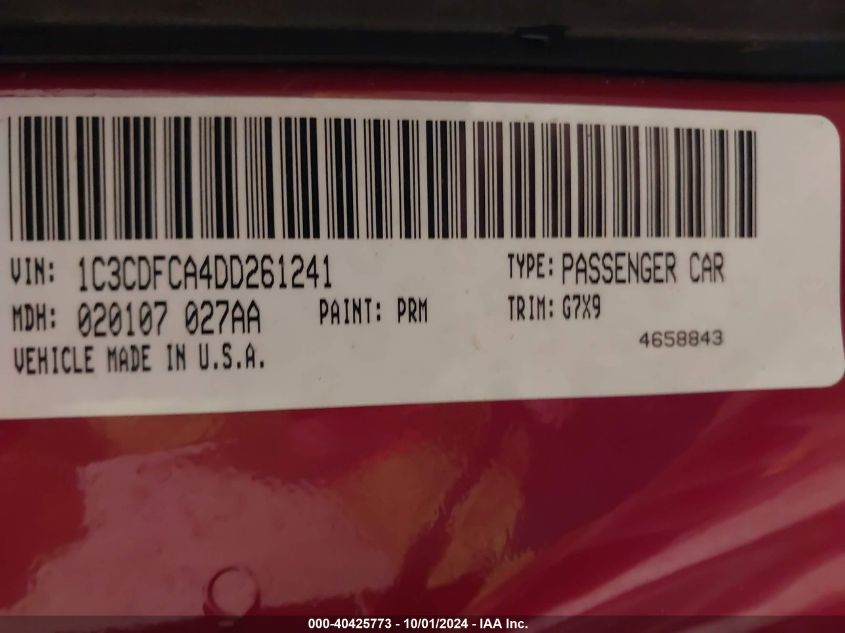 VIN: 1C3CDFCA4DD261241 TYPE: PASSENGER CAR
MDH: 020107 027AA PAINT: PRM TRIM: G7X9
VEHICLE MADE IN U.S.A. 4658843
000-40425773 - 10/01/2024 - IAA Inc.